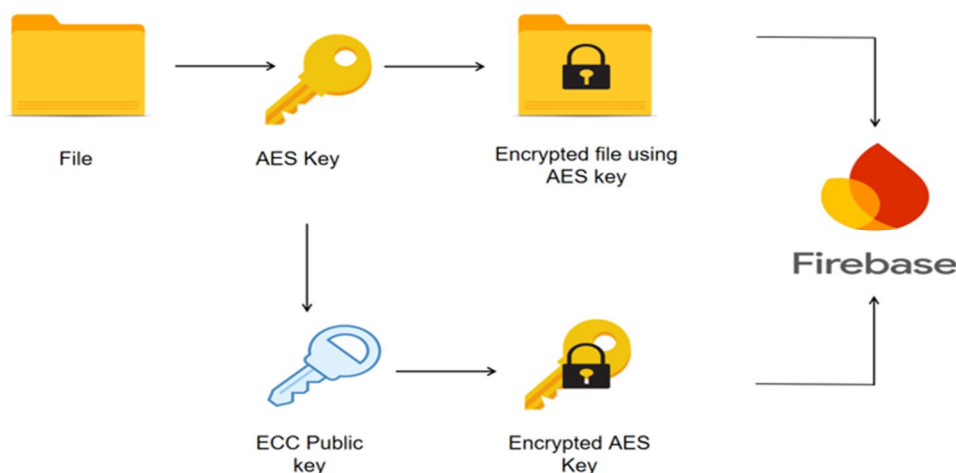 File
AES Key
Encrypted file using
AES key
Firebase
ECC Public
key
Encrypted AES
Key